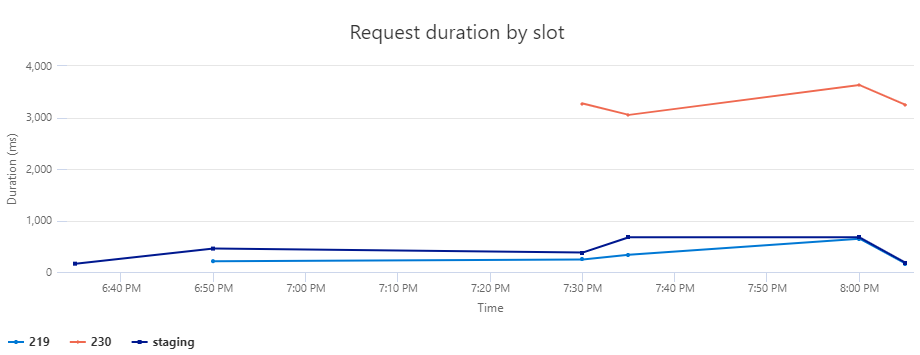 Request duration by slot
4,000
3,000
2,000
1,000
0
Duration (ms)
6:40 PM 6:50 PM 7:00 PM 7:10 PM 7:20 PM 7:30 PM 7:40 PM 7:50 PM 8:00 PM
Time
219 230 staging